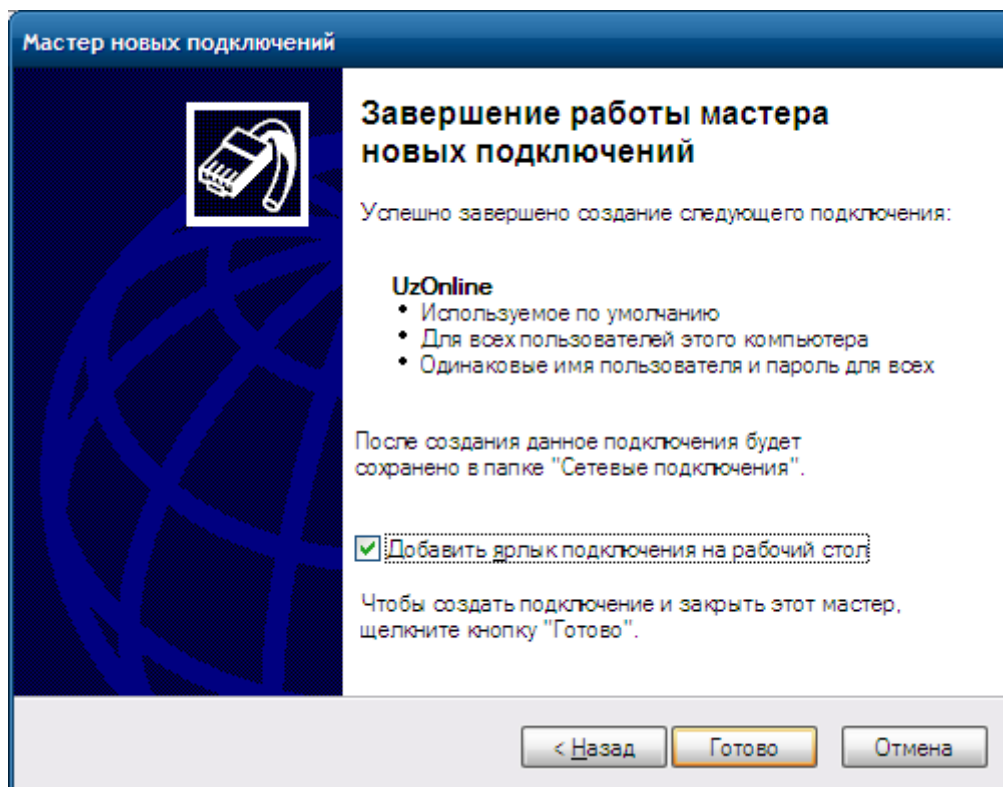 Мастер новых подключений
Завершение работы мастера
новых подключений
Успешно завершено создание следующего подключения:
UzOnline
• Используемое по умолчанию
• Для всех пользователей этого компьютера
• Одинаковые имя пользователя и пароль для всех
После создания данное подключения будет
сохранено в папке "Сетевые подключения".
Добавить ярлык подключения на рабочий стол
Чтобы создать подключение и закрыть этот мастер,
щелкните кнопку "Готово".
< Назад Готово Отмена